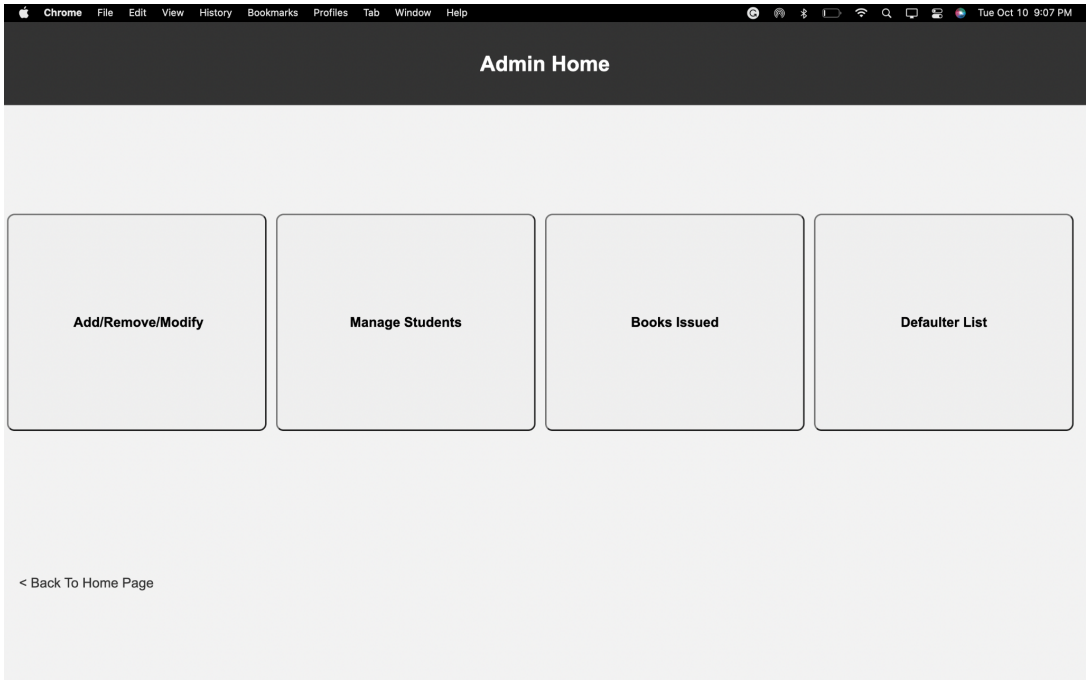 Chrome File Edit View History Bookmarks Profiles Tab Window Help Tue Oct 10 9:07 PM
Admin Home
Add/Remove/Modify Manage Students Books Issued Defaulter List
< Back To Home Page